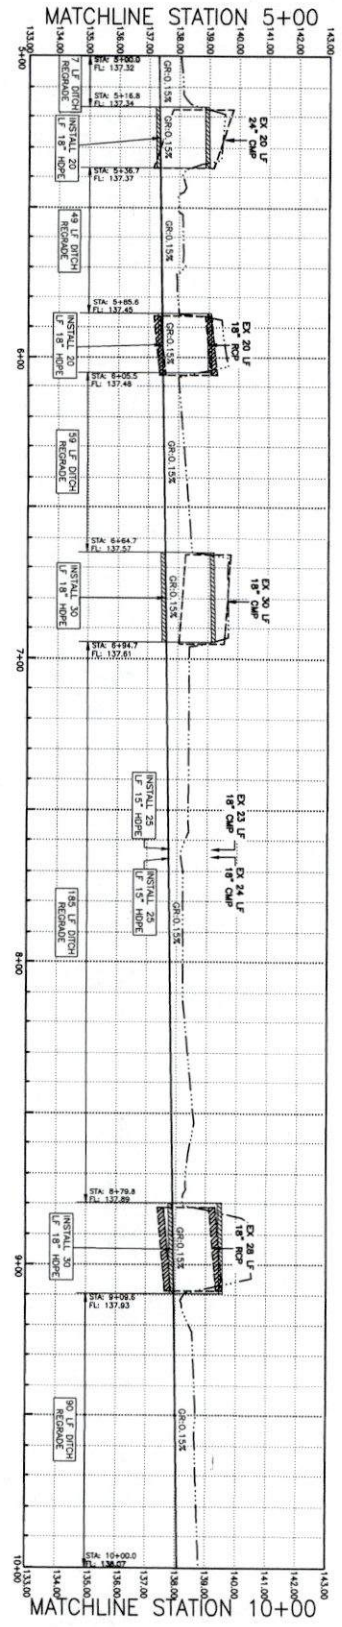 MATCHLINE STATION 5+00
133.00
134.00
135.00
136.00
137.00
138.00
139.00
140.00
141.00
142.00
143.00
5+00
STA: 5+00.0
FL: 137.32
7 LF DITCH
REGRADE
GR:0.15%
STA: 5+16.8
FL: 137.34
EX 20 LF
24" CMP
INSTALL 20
LF 18" HDPE
GR:0.15%
STA: 5+36.7
FL: 137.37
49 LF DITCH
REGRADE
STA: 5+85.6
FL: 137.45
EX 20 LF
18" RCP
INSTALL 20
LF 18" HDPE
GR:0.15%
6+00
STA: 6+05.5
FL: 137.48
59 LF DITCH
REGRADE
GR:0.15%
STA: 6+64.7
FL: 137.57
EX 30 LF
18" CMP
INSTALL 30
LF 18" HDPE
GR:0.15%
STA: 6+94.7
FL: 137.61
7+00
EX 23 LF
18" CMP
INSTALL 25
LF 15" HDPE
EX 24 LF
18" CMP
INSTALL 25
LF 15" HDPE
185 LF DITCH
REGRADE
GR:0.15%
8+00
STA: 8+79.8
FL: 137.89
EX 28 LF
18" RCP
INSTALL 30
LF 18" HDPE
GR:0.15%
9+00
STA: 9+09.6
FL: 137.93
90 LF DITCH
REGRADE
GR:0.15%
STA: 10+00.0
FL: 138.07
10+00
133.00
134.00
135.00
136.00
137.00
138.00
139.00
140.00
141.00
142.00
143.00
MATCHLINE STATION 10+00